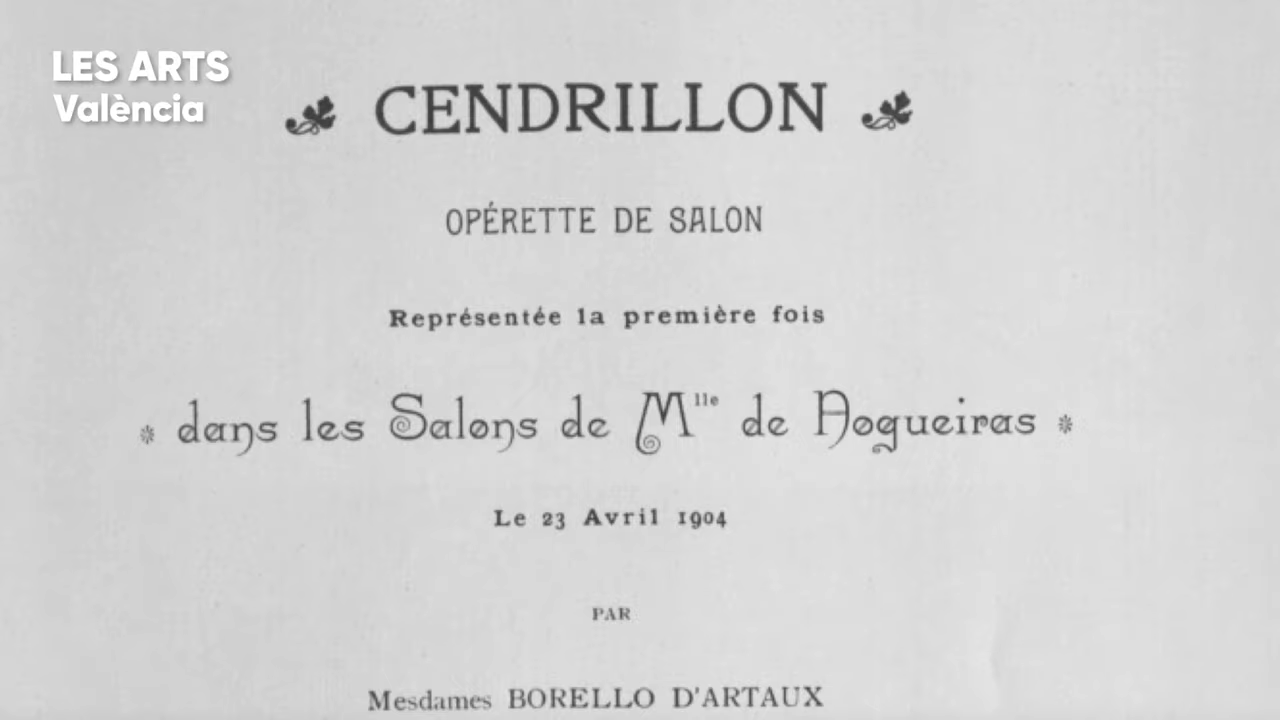 LES ARTS
València
CENDRILLON
OPÉRETTE DE SALON
Représentée la première fois
dans les Salons de Mlle de Nogueiras
Le 23 Avril 1904
PAR
Mesdames BORELLO D'ARTAUX